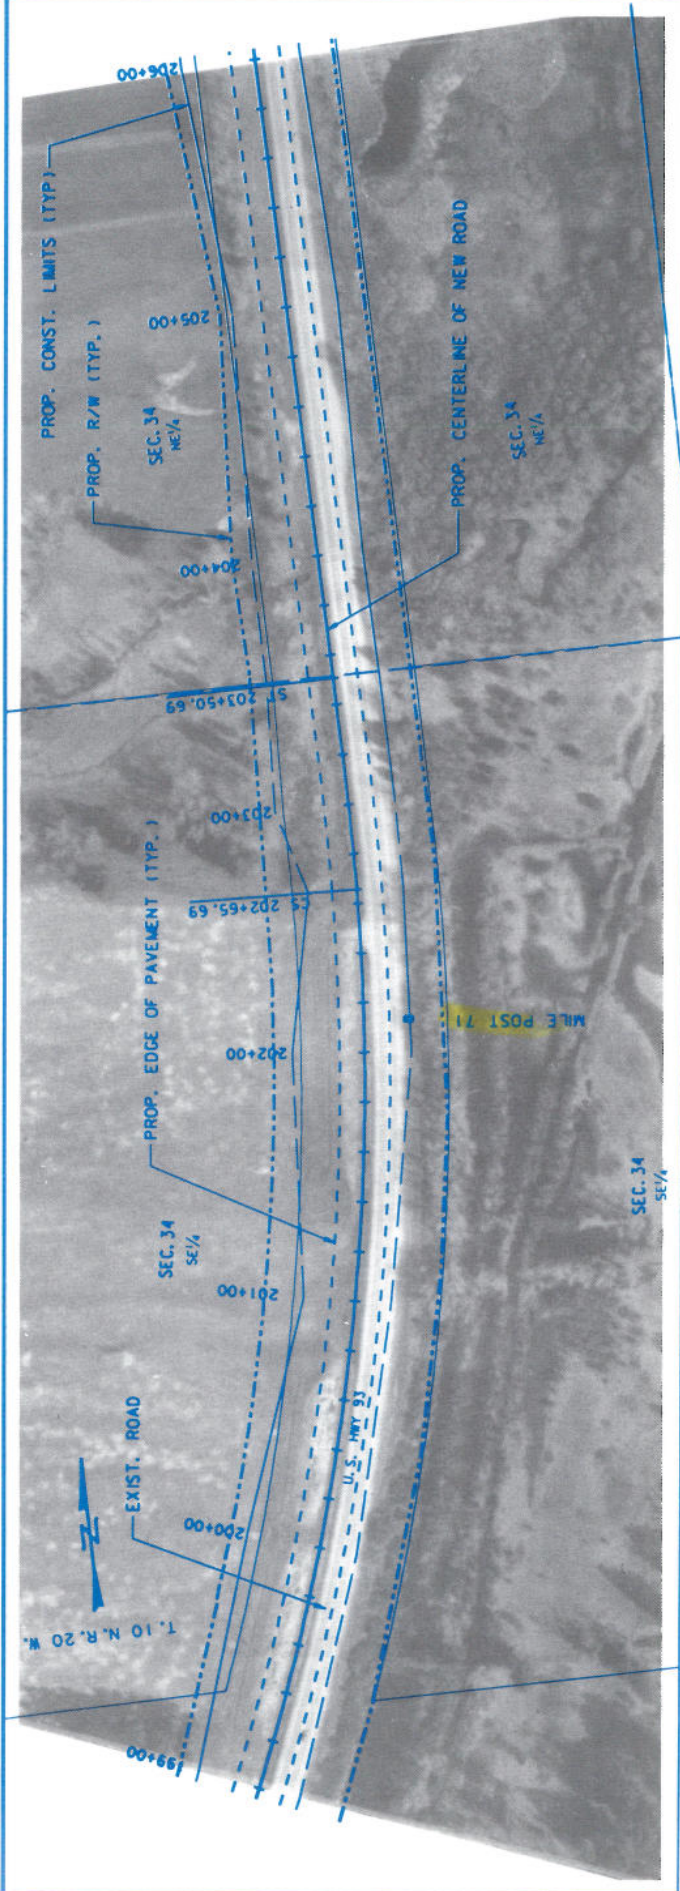 206+00
PROP. CONST. LIMITS (TYP)
PROP. R/W (TYP.)
205+00
SEC. 34
NE¼
PROP. CENTERLINE OF NEW ROAD
SEC. 34
NE¼
204+00
ST 203+50.69
203+00
PROP. EDGE OF PAVEMENT (TYP.)
CS 202+65.69
202+00
MILE POST 71
SEC. 34
SE¼
SEC. 34
SE¼
201+00
EXIST. ROAD
U.S. HWY 93
200+00
N
T. 10 N. R. 20 W.
199+00